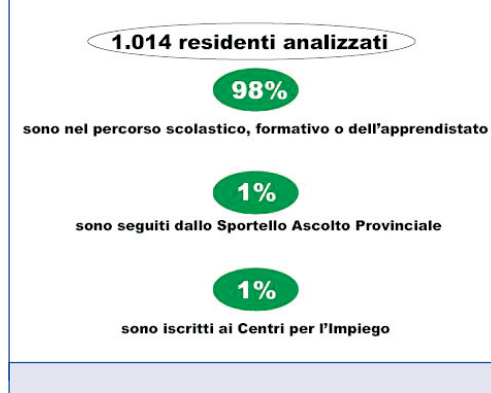 1.014 residenti analizzati
98%
sono nel percorso scolastico, formativo o dell'apprendistato
1%
sono seguiti dallo Sportello Ascolto Provinciale
1%
sono iscritti ai Centri per l'Impiego